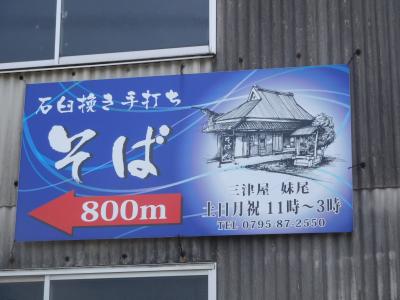 石臼挽き手打ち
そば
800m
三津屋 妹尾
土日月祝 11時～3時
TEL 0795-87-2550